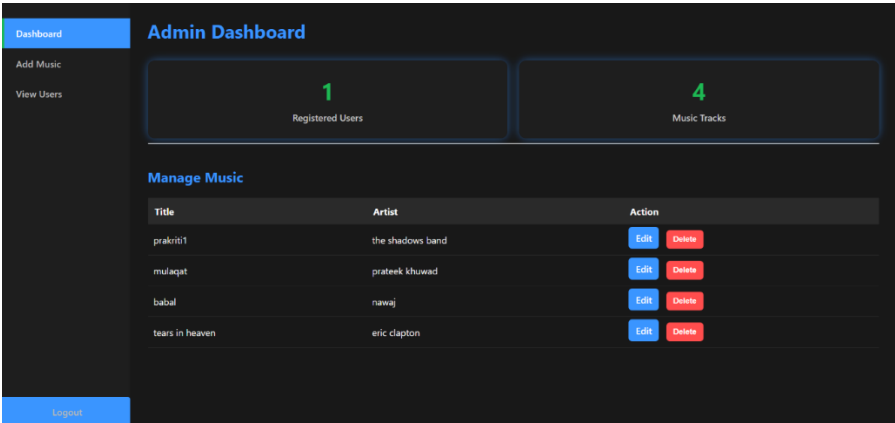 Dashboard
Add Music
View Users
Logout
Admin Dashboard
1
Registered Users
4
Music Tracks
Manage Music
Title Artist Action
prakriti1 the shadows band Edit Delete
mulaqat prateek khuwad Edit Delete
babal nawaj Edit Delete
tears in heaven eric clapton Edit Delete